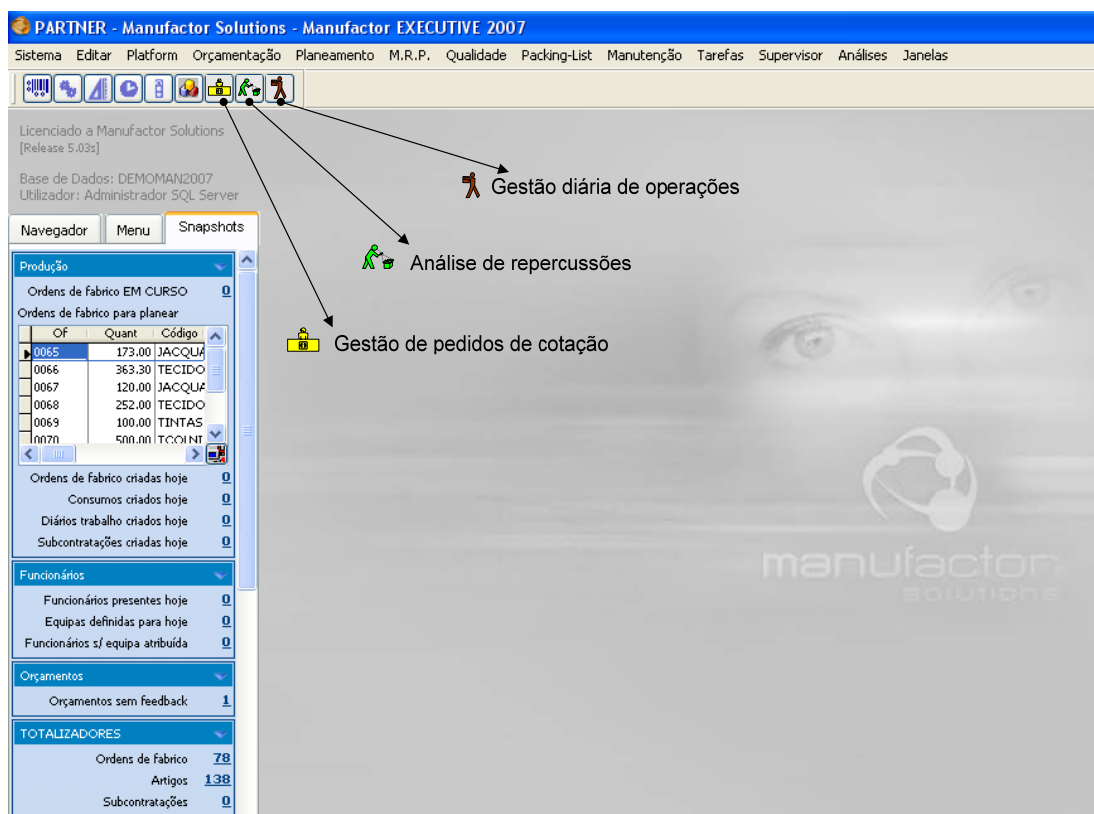 PARTNER - Manufactor Solutions - Manufactor EXECUTIVE 2007
Sistema Editar Platform Orçamentação Planeamento M.R.P. Qualidade Packing-List Manutenção Tarefas Supervisor Análises Janelas
Licenciado a Manufactor Solutions
[Release 5.03s]
Base de Dados: DEMOMAN2007
Utilizador: Administrador SQL Server
Gestão diária de operações
Análise de repercussões
Gestão de pedidos de cotação
Navegador Menu Snapshots
Produção
Ordens de fabrico EM CURSO 0
Ordens de fabrico para planear
Of Quant Código
0065 173.00 JACQUA
0066 363.30 TECIDO
0067 120.00 JACQUA
0068 252.00 TECIDO
0069 100.00 TINTAS
0070 500.00
Ordens de fabrico criadas hoje 0
Consumos criados hoje 0
Diários trabalho criados hoje 0
Subcontratações criadas hoje 0
Funcionários
Funcionários presentes hoje 0
Equipas definidas para hoje 0
Funcionários s/ equipa atribuída 0
Orçamentos
Orçamentos sem feedback 1
TOTALIZADORES
Ordens de fabrico 78
Artigos 138
Subcontratações 0
manufactor
SOLUTIONS